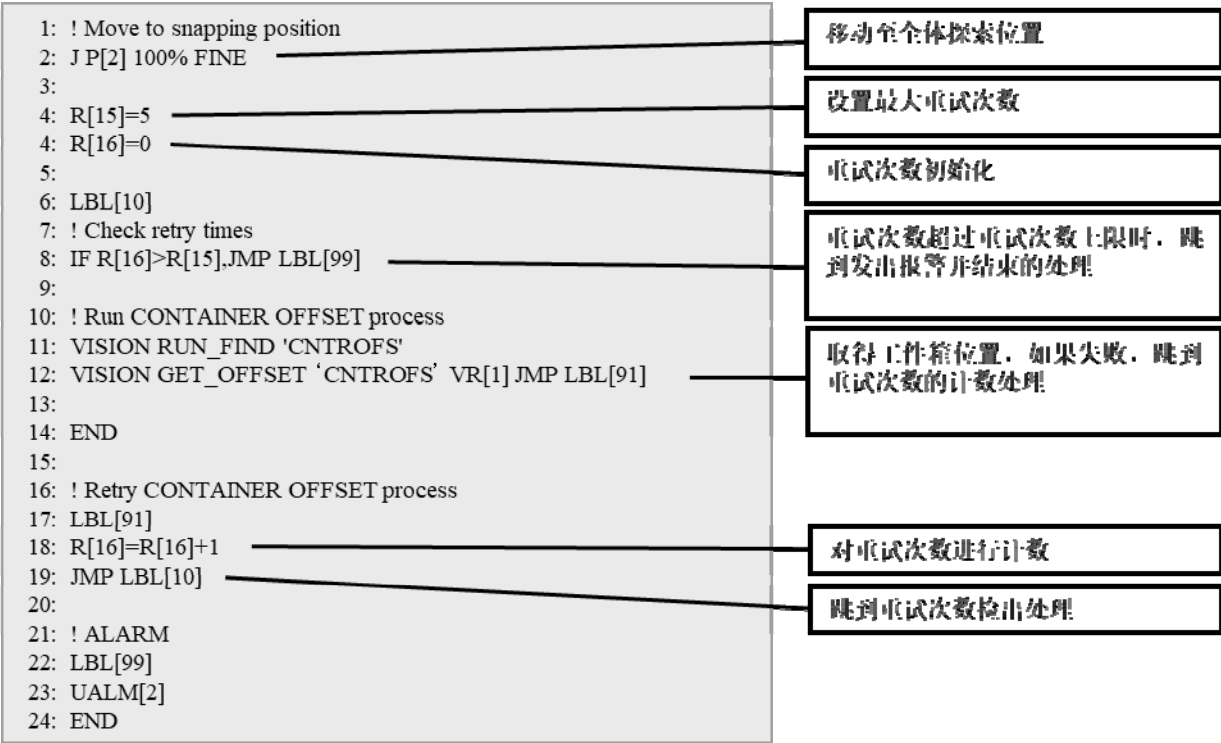 1: ! Move to snapping position
2: J P[2] 100% FINE
3:
4: R[15]=5
4: R[16]=0
5:
6: LBL[10]
7: ! Check retry times
8: IF R[16]>R[15],JMP LBL[99]
9:
10: ! Run CONTAINER OFFSET process
11: VISION RUN_FIND 'CNTROFS'
12: VISION GET_OFFSET ‘CNTROFS’ VR[1] JMP LBL[91]
13:
14: END
15:
16: ! Retry CONTAINER OFFSET process
17: LBL[91]
18: R[16]=R[16]+1
19: JMP LBL[10]
20:
21: ! ALARM
22: LBL[99]
23: UALM[2]
24: END
移动至全体探索位置
设置最大重试次数
重试次数初始化
重试次数超过重试次数上限时，跳
到发出报警并结束的处理
取得工件箱位置，如果失败，跳到
重试次数的计数处理
对重试次数进行计数
跳到重试次数检出处理